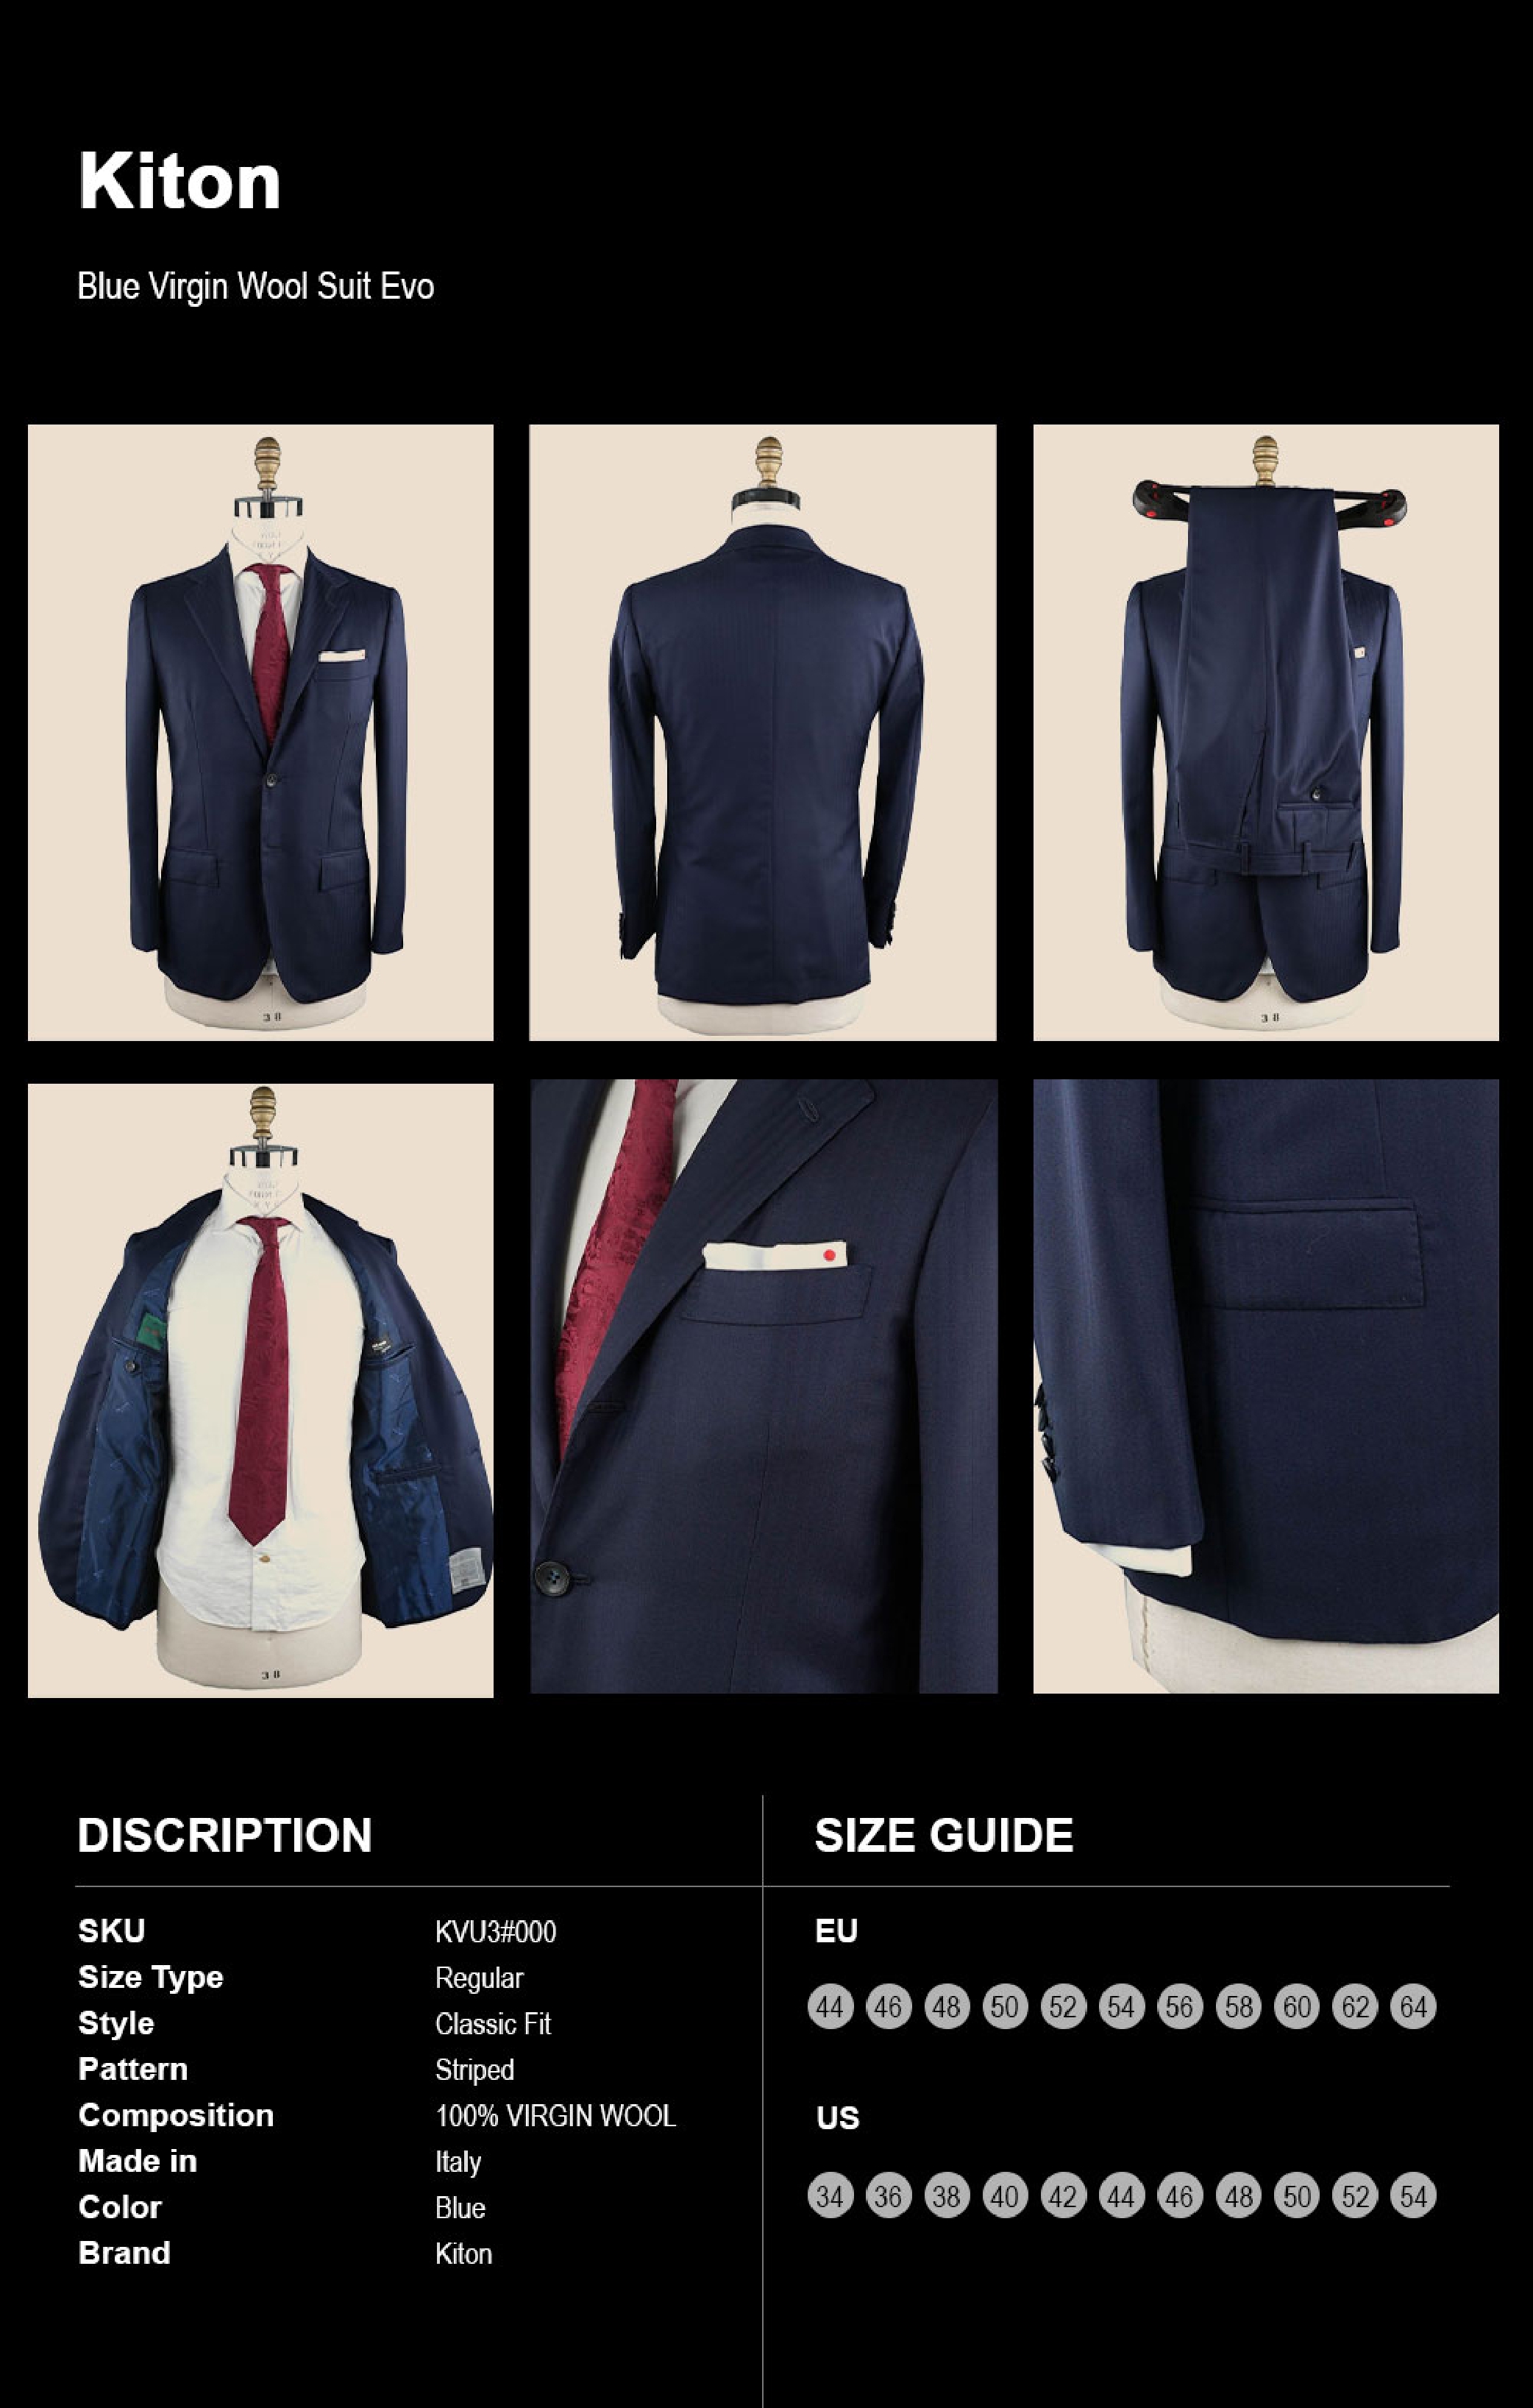 Kiton
Blue Virgin Wool Suit Evo
38
38
38
DISCRIPTION
SKU KVU3#000
Size Type Regular
Style Classic Fit
Pattern Striped
Composition 100% VIRGIN WOOL
Made in Italy
Color Blue
Brand Kiton
SIZE GUIDE
EU
44 46 48 50 52 54 56 58 60 62 64
US
34 36 38 40 42 44 46 48 50 52 54